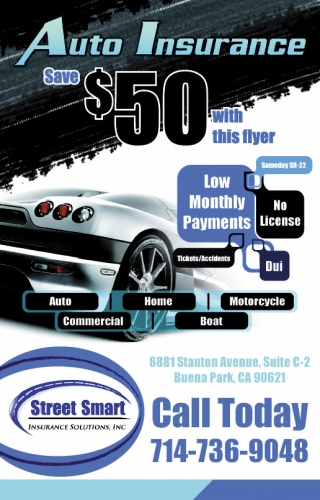 Auto Insurance
Save
$50
with
this flyer
Sameday SR-22
Low
Monthly
Payments
No
License
Tickets/Accidents
Dui
Auto
Home
Motorcycle
Commercial
Boat
6881 Stanton Avenue, Suite C-2
Buena Park, CA 90621
Street Smart
Insurance Solutions, Inc
Call Today
714-736-9048